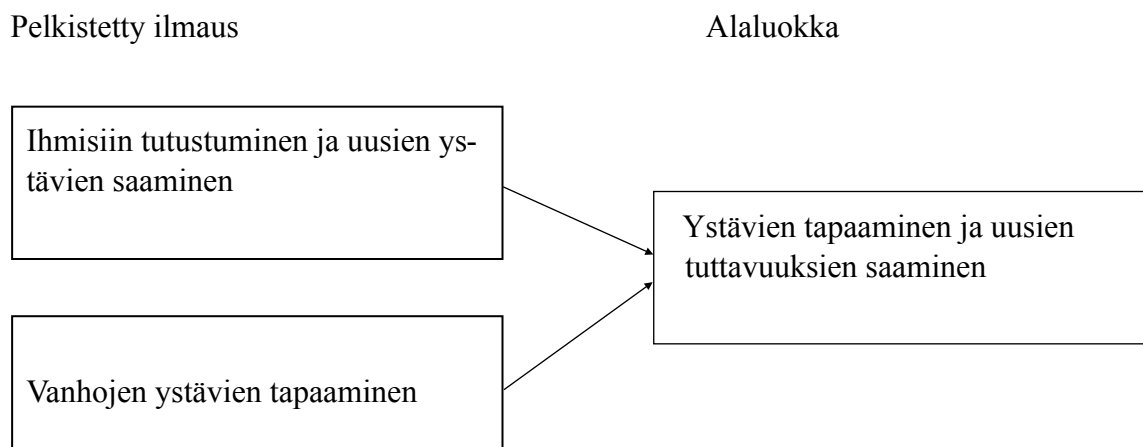 Pelkistetty ilmaus
Alaluokka
Ihmisiin tutustuminen ja uusien ys-
tävien saaminen
Ystävien tapaaminen ja uusien
tuttavuuksien saaminen
Vanhojen ystävien tapaaminen